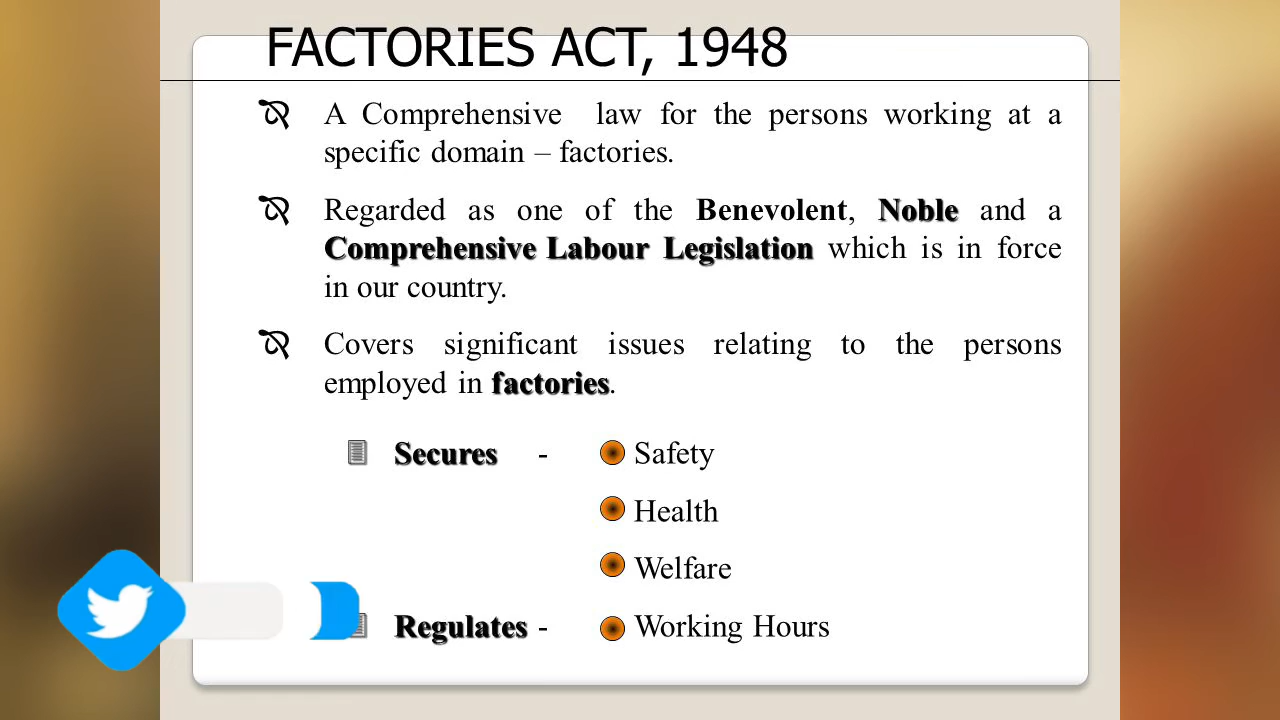 FACTORIES ACT, 1948
A Comprehensive law for the persons working at a
specific domain – factories.
Regarded as one of the Benevolent, Noble and a
Comprehensive Labour Legislation which is in force
in our country.
Covers significant issues relating to the persons
employed in factories.
Secures - Safety
Health
Welfare
Regulates - Working Hours